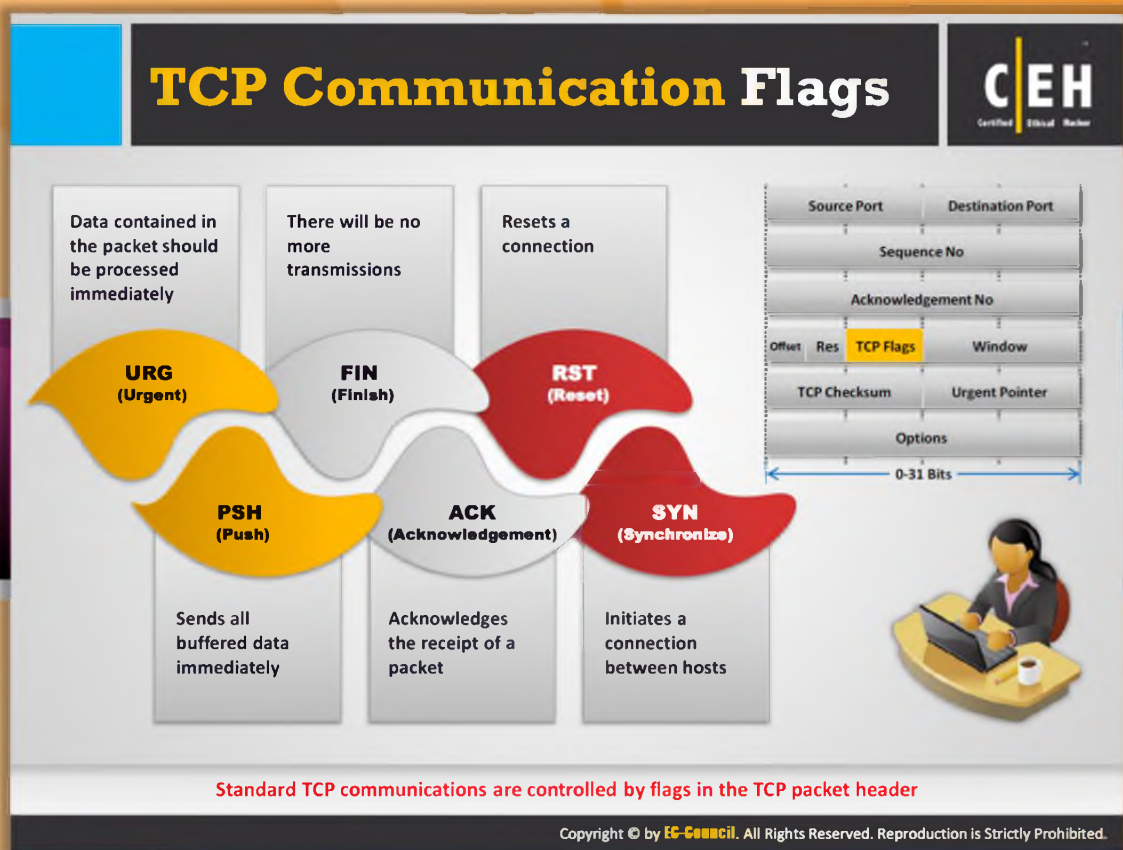 TCP Communication Flags
C|EH
Certified Ethical Hacker
Data contained in
the packet should
be processed
immediately
There will be no
more
transmissions
Resets a
connection
URG
(Urgent)
FIN
(Finish)
RST
(Reset)
PSH
(Push)
ACK
(Acknowledgement)
SYN
(Synchronize)
Sends all
buffered data
immediately
Acknowledges
the receipt of a
packet
Initiates a
connection
between hosts
Source Port Destination Port
Sequence No
Acknowledgement No
Offset Res TCP Flags Window
TCP Checksum Urgent Pointer
Options
0-31 Bits
Standard TCP communications are controlled by flags in the TCP packet header
Copyright © by EC-Council. All Rights Reserved. Reproduction is Strictly Prohibited.